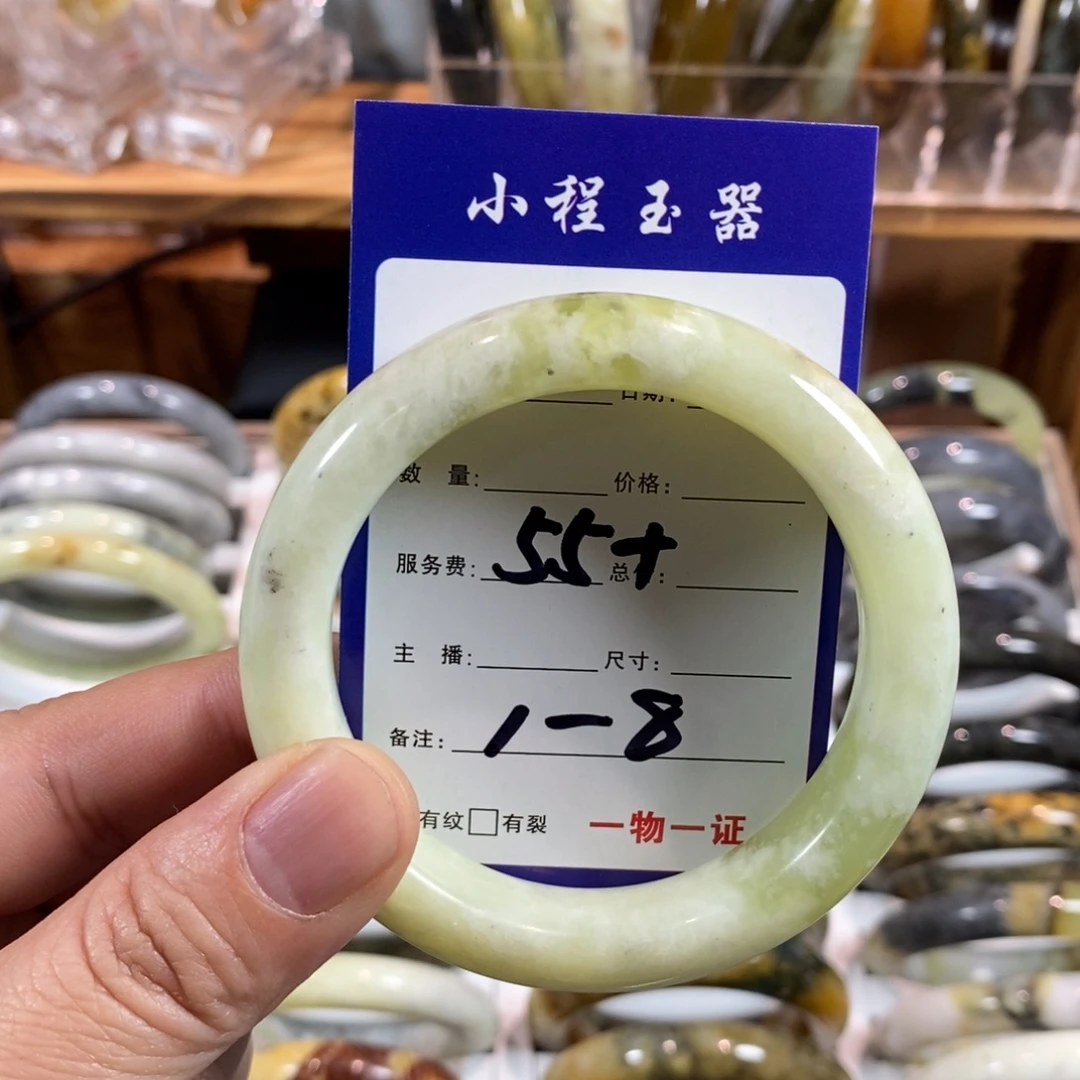 小程玉器
日期:
数 量: 价格:
服务费: 55+ 总 :
主 播: 尺寸:
备注: 1-8
有纹□有裂 一物一证